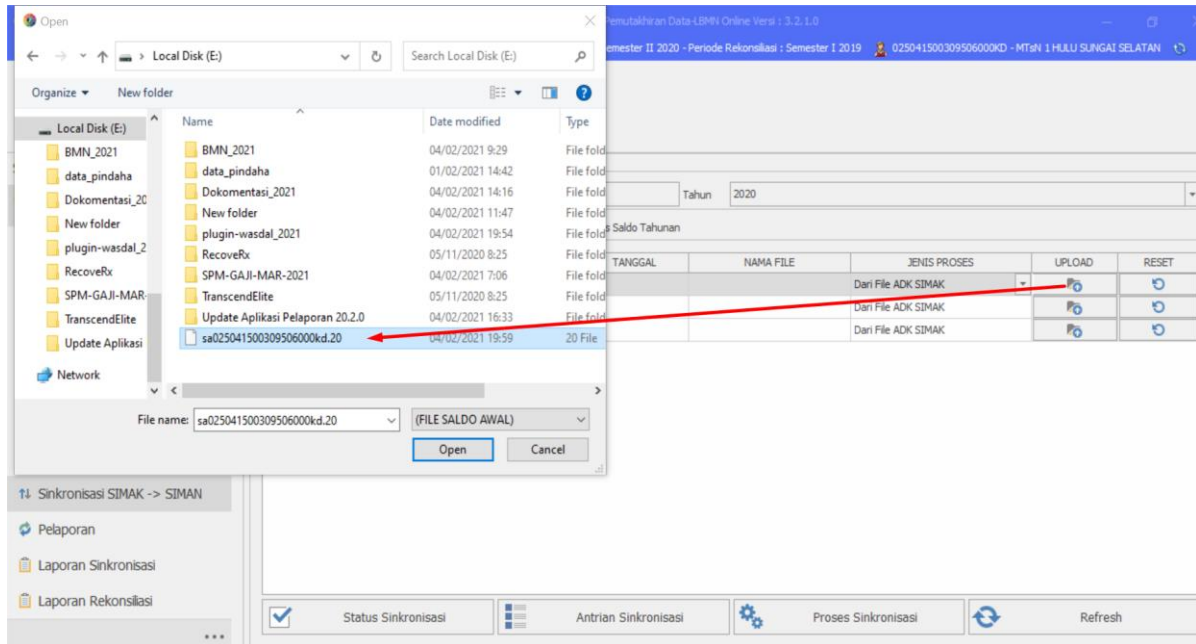 Open
Pemutakhiran Data-LBMN Online Versi : 3.2.1.0
Local Disk (E:)
Search Local Disk (E:)
emester II 2020 - Periode Rekonsiliasi : Semester I 2019 025041500309506000KD - MTsN 1 HULU SUNGAI SELATAN
Organize New folder
Name Date modified Type
Local Disk (E:)
BMN_2021
data_pindaha
Dokomentasi_20
New folder
plugin-wasdal_2
RecoveRx
SPM-GAJI-MAR-
TranscendElite
Update Aplikasi
Network
BMN_2021 04/02/2021 9:29 File fold
data_pindaha 01/02/2021 14:42 File fold
Dokomentasi_2021 04/02/2021 14:16 File fold
New folder 04/02/2021 11:47 File fold
plugin-wasdal_2021 04/02/2021 19:54 File fold
RecoveRx 05/11/2020 8:25 File fold
SPM-GAJI-MAR-2021 04/02/2021 7:06 File fold
TranscendElite 05/11/2020 8:25 File fold
Update Aplikasi Pelaporan 20.2.0 04/02/2021 16:33 File fold
sa025041500309506000kd.20 04/02/2021 19:59 20 File
File name: sa025041500309506000kd.20 (FILE SALDO AWAL)
Open Cancel
Tahun 2020
s Saldo Tahunan
TANGGAL NAMA FILE JENIS PROSES UPLOAD RESET
Dari File ADK SIMAK
Dari File ADK SIMAK
Dari File ADK SIMAK
Sinkronisasi SIMAK -> SIMAN
Pelaporan
Laporan Sinkronisasi
Laporan Rekonsiliasi
Status Sinkronisasi Antrian Sinkronisasi Proses Sinkronisasi Refresh